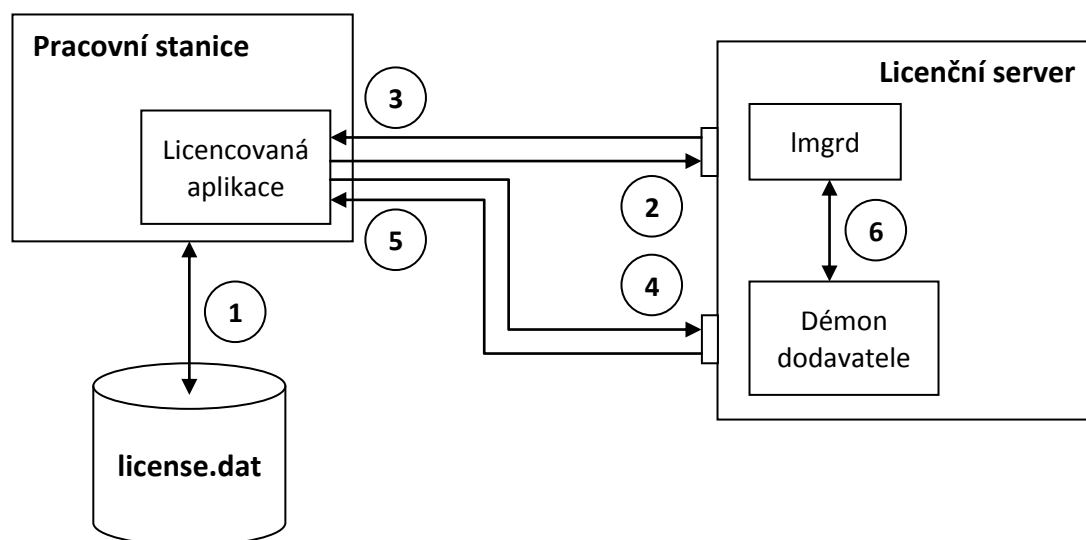 Pracovní stanice
Licenční server
3
Licencovaná
aplikace
lmgrd
2
5
6
4
1
Démon
dodavatele
license.dat